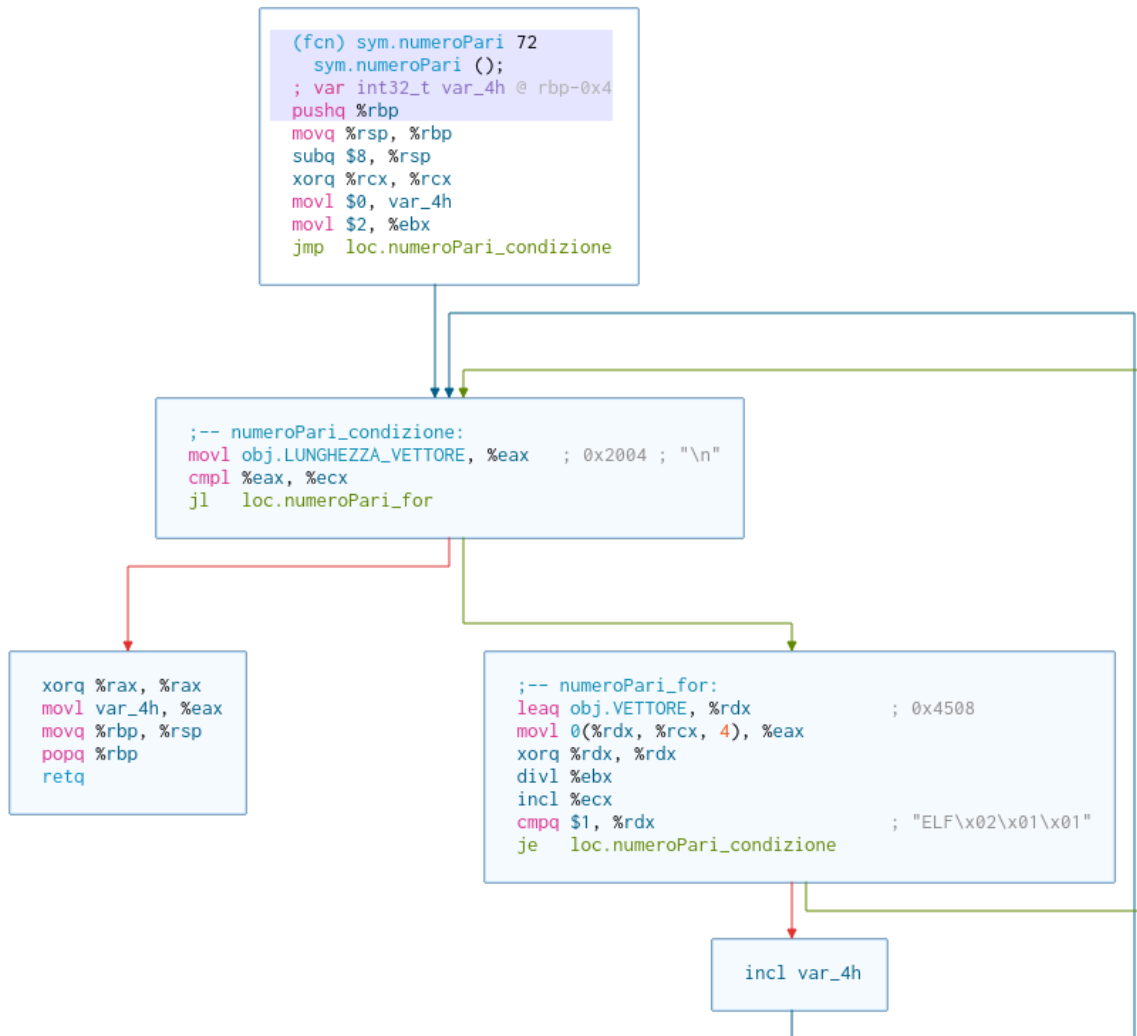 (fcn) sym.numeroPari 72
sym.numeroPari ();
; var int32_t var_4h @ rbp-0x4
pushq %rbp
movq %rsp, %rbp
subq $8, %rsp
xorq %rcx, %rcx
movl $0, var_4h
movl $2, %ebx
jmp loc.numeroPari_condizione
;-- numeroPari_condizione:
movl obj.LUNGHEZZA_VETTORE, %eax ; 0x2004 ; "\n"
cmpl %eax, %ecx
jl loc.numeroPari_for
xorq %rax, %rax
movl var_4h, %eax
movq %rbp, %rsp
popq %rbp
retq
;-- numeroPari_for:
leaq obj.VETTORE, %rdx ; 0x4508
movl 0(%rdx, %rcx, 4), %eax
xorq %rdx, %rdx
divl %ebx
incl %ecx
cmpq $1, %rdx ; "ELF\x02\x01\x01"
je loc.numeroPari_condizione
incl var_4h